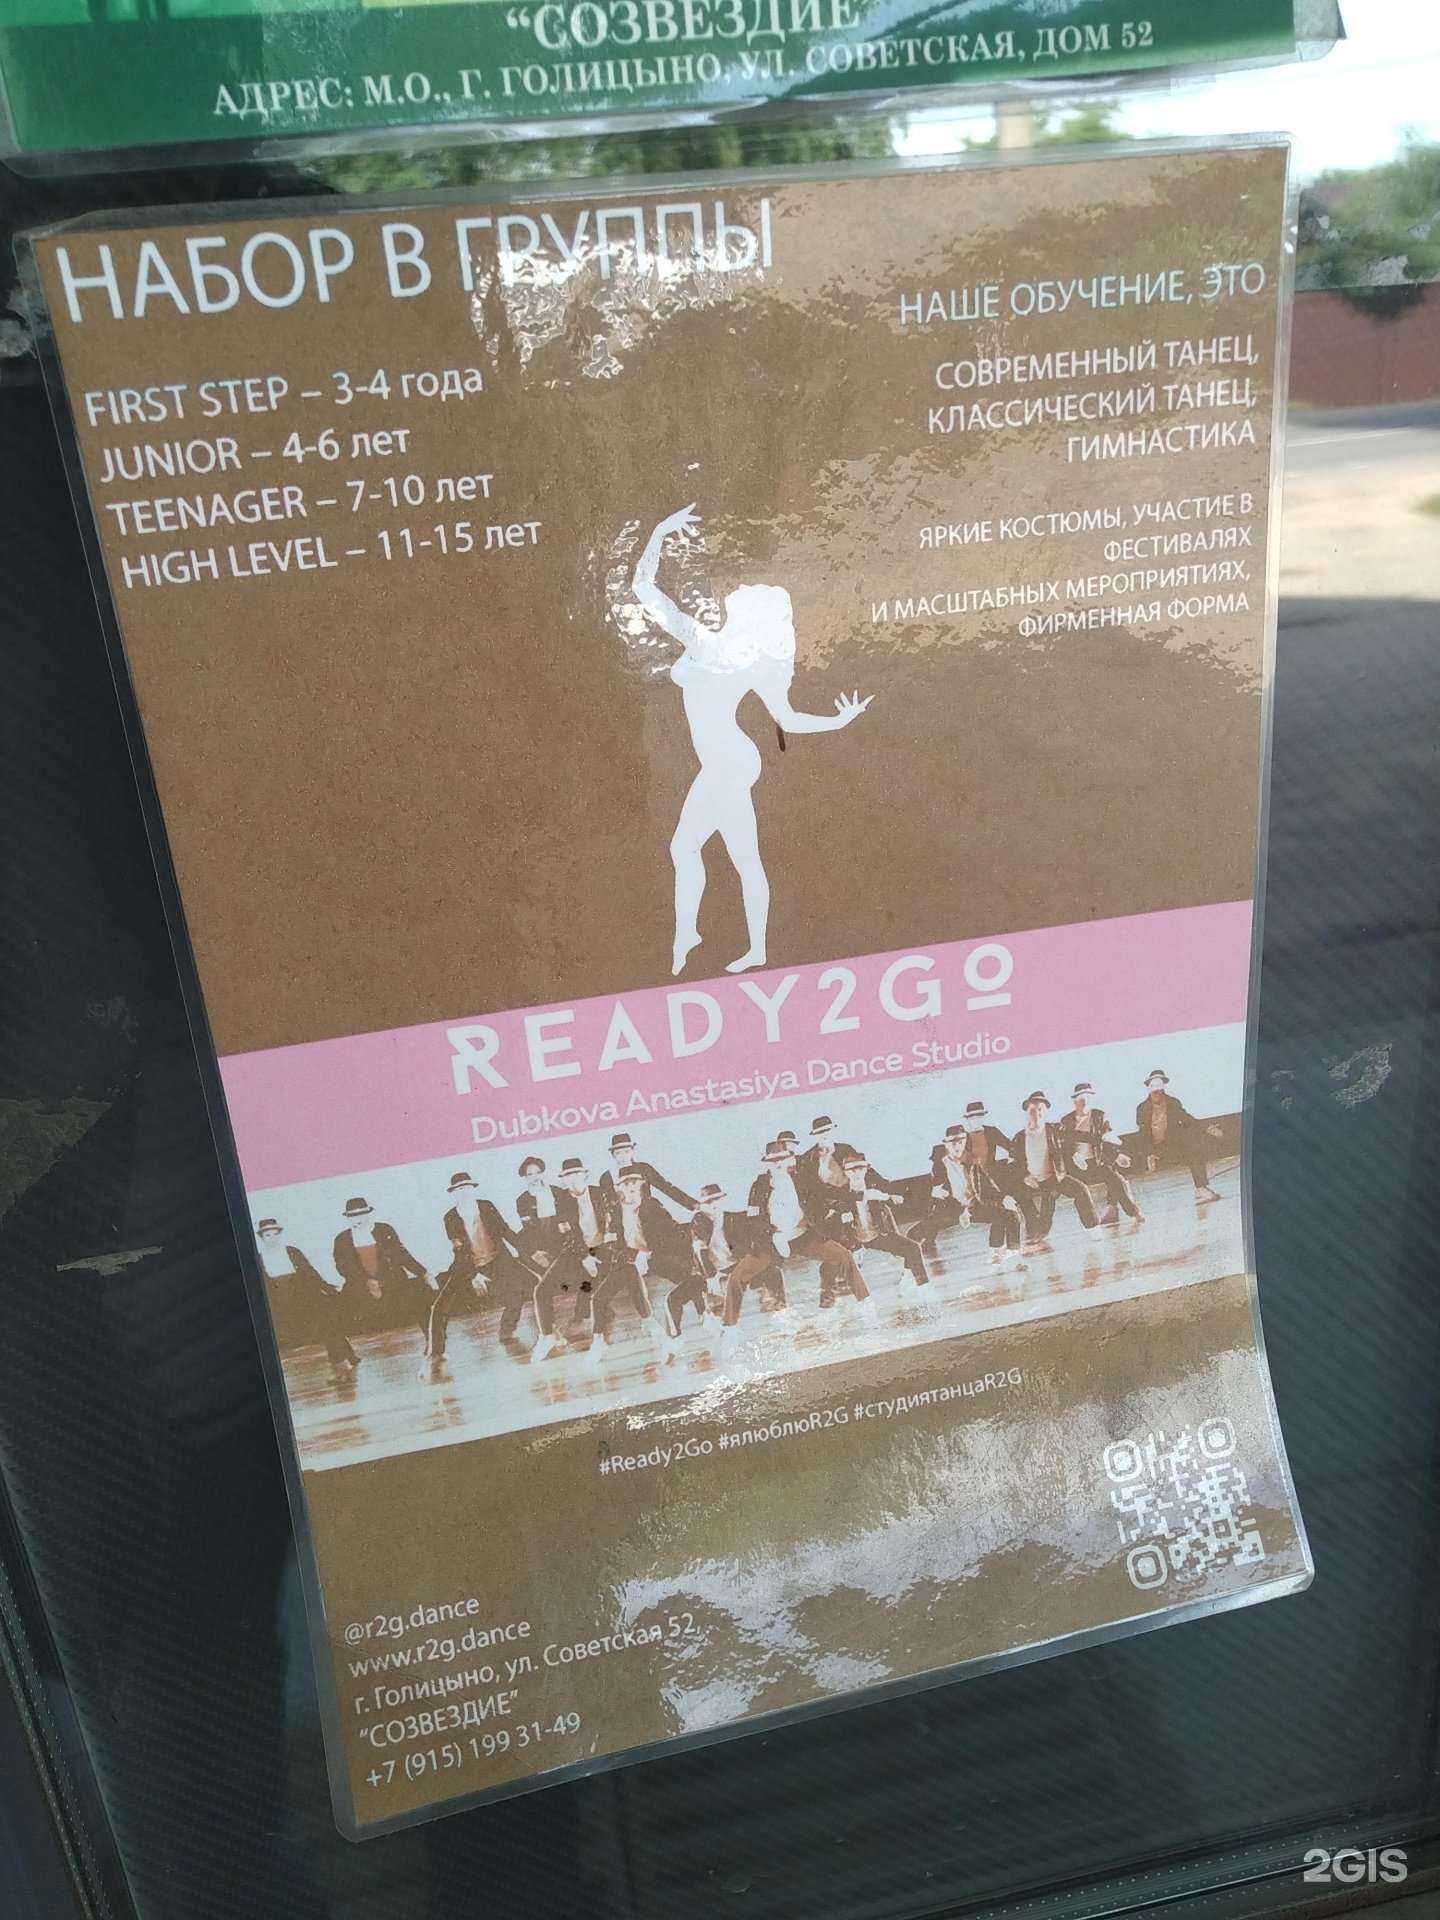 “СОЗВЕЗДИЕ”
АДРЕС: М.О., Г. ГОЛИЦЫНО, УЛ. СОВЕТСКАЯ, ДОМ 52
НАБОР В ГРУППЫ
FIRST STEP – 3-4 года
JUNIOR – 4-6 лет
TEENAGER – 7-10 лет
HIGH LEVEL – 11-15 лет
НАШЕ ОБУЧЕНИЕ, ЭТО
СОВРЕМЕННЫЙ ТАНЕЦ,
КЛАССИЧЕСКИЙ ТАНЕЦ,
ГИМНАСТИКА
ЯРКИЕ КОСТЮМЫ, УЧАСТИЕ В
ФЕСТИВАЛЯХ
И МАСШТАБНЫХ МЕРОПРИЯТИЯХ,
ФИРМЕННАЯ ФОРМА
READY2GO
Dubkova Anastasiya Dance Studio
#Ready2Go #ялюблюR2G #студиятанцаR2G
@r2g.dance
www.r2g.dance
г. Голицыно, ул. Советская 52,
“СОЗВЕЗДИЕ”
+7 (915) 199 31-49
2GIS